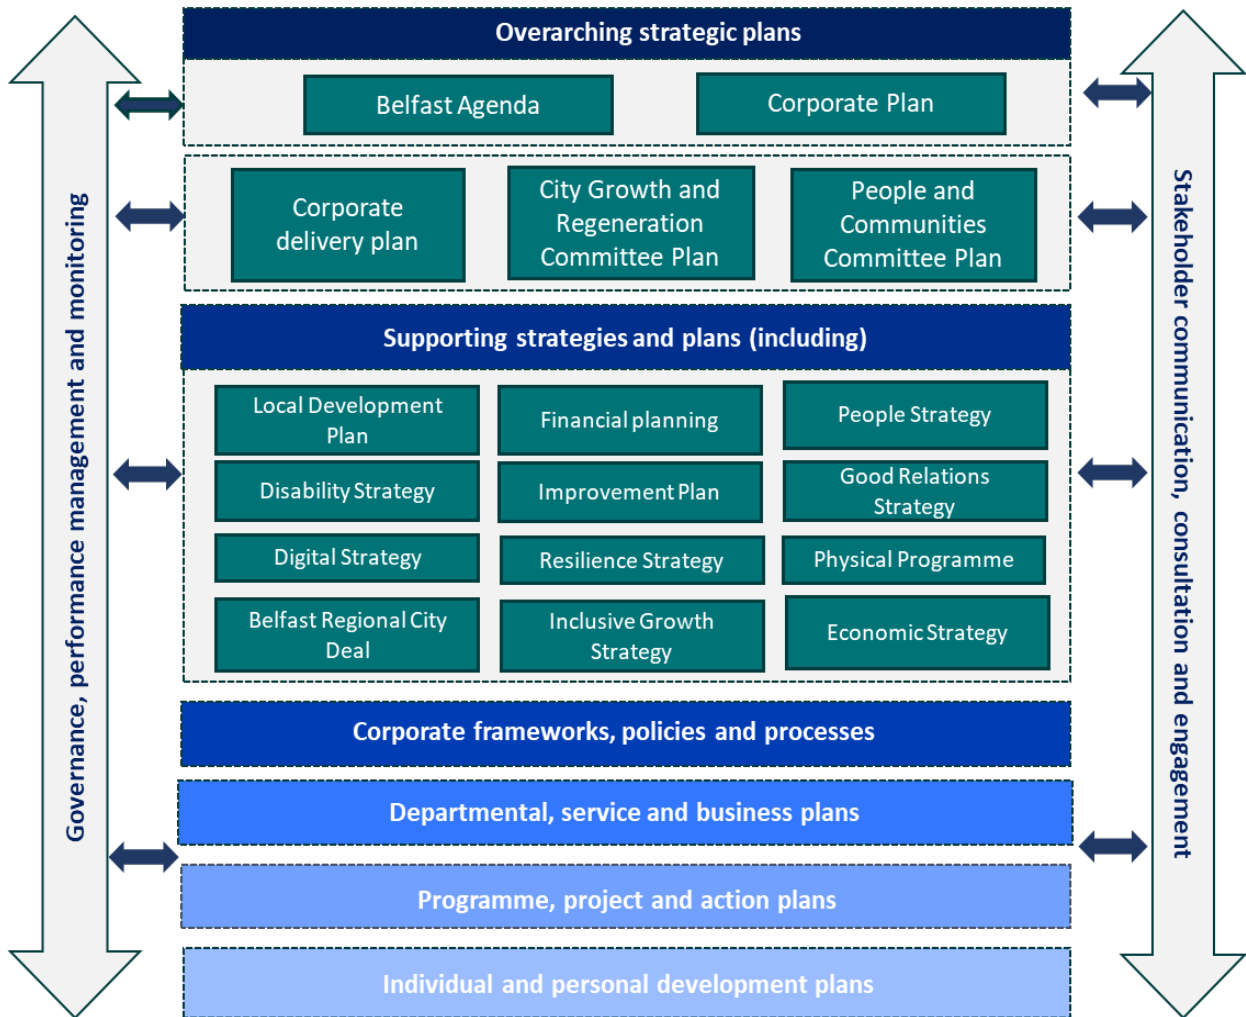 Overarching strategic plans
Belfast Agenda
Corporate Plan
Corporate
delivery plan
City Growth and
Regeneration
Committee Plan
People and
Communities
Committee Plan
Supporting strategies and plans (including)
Local Development
Plan
Financial planning
People Strategy
Disability Strategy
Improvement Plan
Good Relations
Strategy
Digital Strategy
Resilience Strategy
Physical Programme
Belfast Regional City
Deal
Inclusive Growth
Strategy
Economic Strategy
Corporate frameworks, policies and processes
Departmental, service and business plans
Programme, project and action plans
Individual and personal development plans
Governance, performance management and monitoring
Stakeholder communication, consultation and engagement